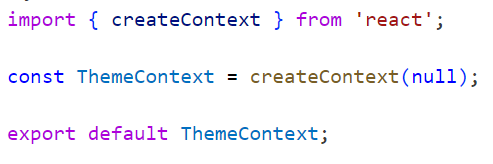 import { createContext } from 'react';
const ThemeContext = createContext(null);
export default ThemeContext;